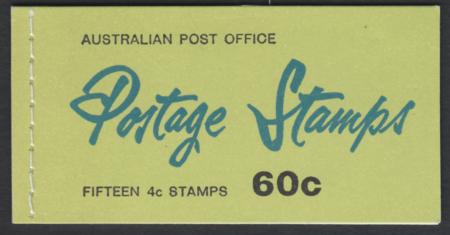 AUSTRALIAN POST OFFICE
Postage Stamps
FIFTEEN 4c STAMPS 60c